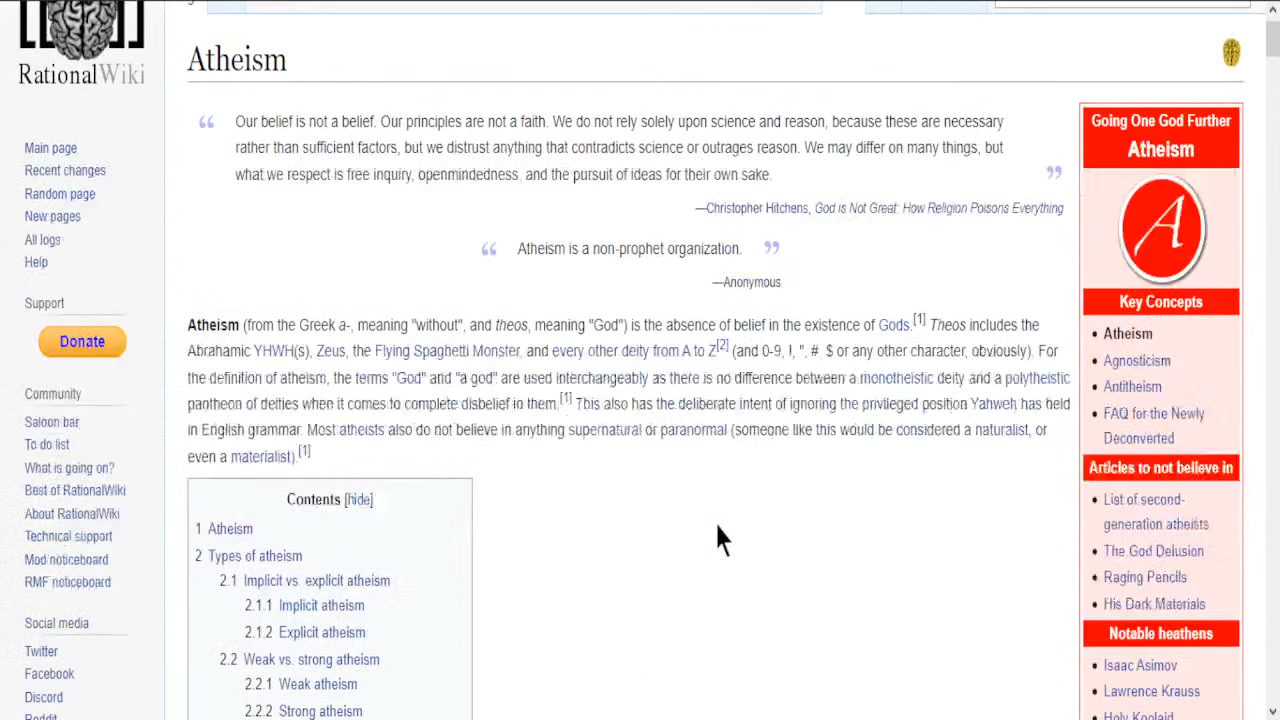 RationalWiki
Main page
Recent changes
Random page
New pages
All logs
Help
Support
Donate
Community
Saloon bar
To do list
What is going on?
Best of RationalWiki
About RationalWiki
Technical support
Mod noticeboard
RMF noticeboard
Social media
Twitter
Facebook
Discord
Reddit
Atheism
“ Our belief is not a belief. Our principles are not a faith. We do not rely solely upon science and reason, because these are necessary
rather than sufficient factors, but we distrust anything that contradicts science or outrages reason. We may differ on many things, but
what we respect is free inquiry, openmindedness, and the pursuit of ideas for their own sake. ”
—Christopher Hitchens, God is Not Great: How Religion Poisons Everything
“ Atheism is a non-prophet organization. ”
—Anonymous
Atheism (from the Greek a-, meaning "without", and theos, meaning "God") is the absence of belief in the existence of Gods.[1] Theos includes the
Abrahamic YHWH(s), Zeus, the Flying Spaghetti Monster, and every other deity from A to Z[2] (and 0-9, !, ", #, $ or any other character, obviously). For
the definition of atheism, the terms "God" and "a god" are used interchangeably as there is no difference between a monotheistic deity and a polytheistic
pantheon of deities when it comes to complete disbelief in them.[1] This also has the deliberate intent of ignoring the privileged position Yahweh has held
in English grammar. Most atheists also do not believe in anything supernatural or paranormal (someone like this would be considered a naturalist, or
even a materialist).[1]
Contents [hide]
1 Atheism
2 Types of atheism
2.1 Implicit vs. explicit atheism
2.1.1 Implicit atheism
2.1.2 Explicit atheism
2.2 Weak vs. strong atheism
2.2.1 Weak atheism
2.2.2 Strong atheism
Going One God Further
Atheism
A
Key Concepts
• Atheism
• Agnosticism
• Antitheism
• FAQ for the Newly
Deconverted
Articles to not believe in
• List of second-
generation atheists
• The God Delusion
• Raging Pencils
• His Dark Materials
Notable heathens
• Isaac Asimov
• Lawrence Krauss
• Holy Koolaid